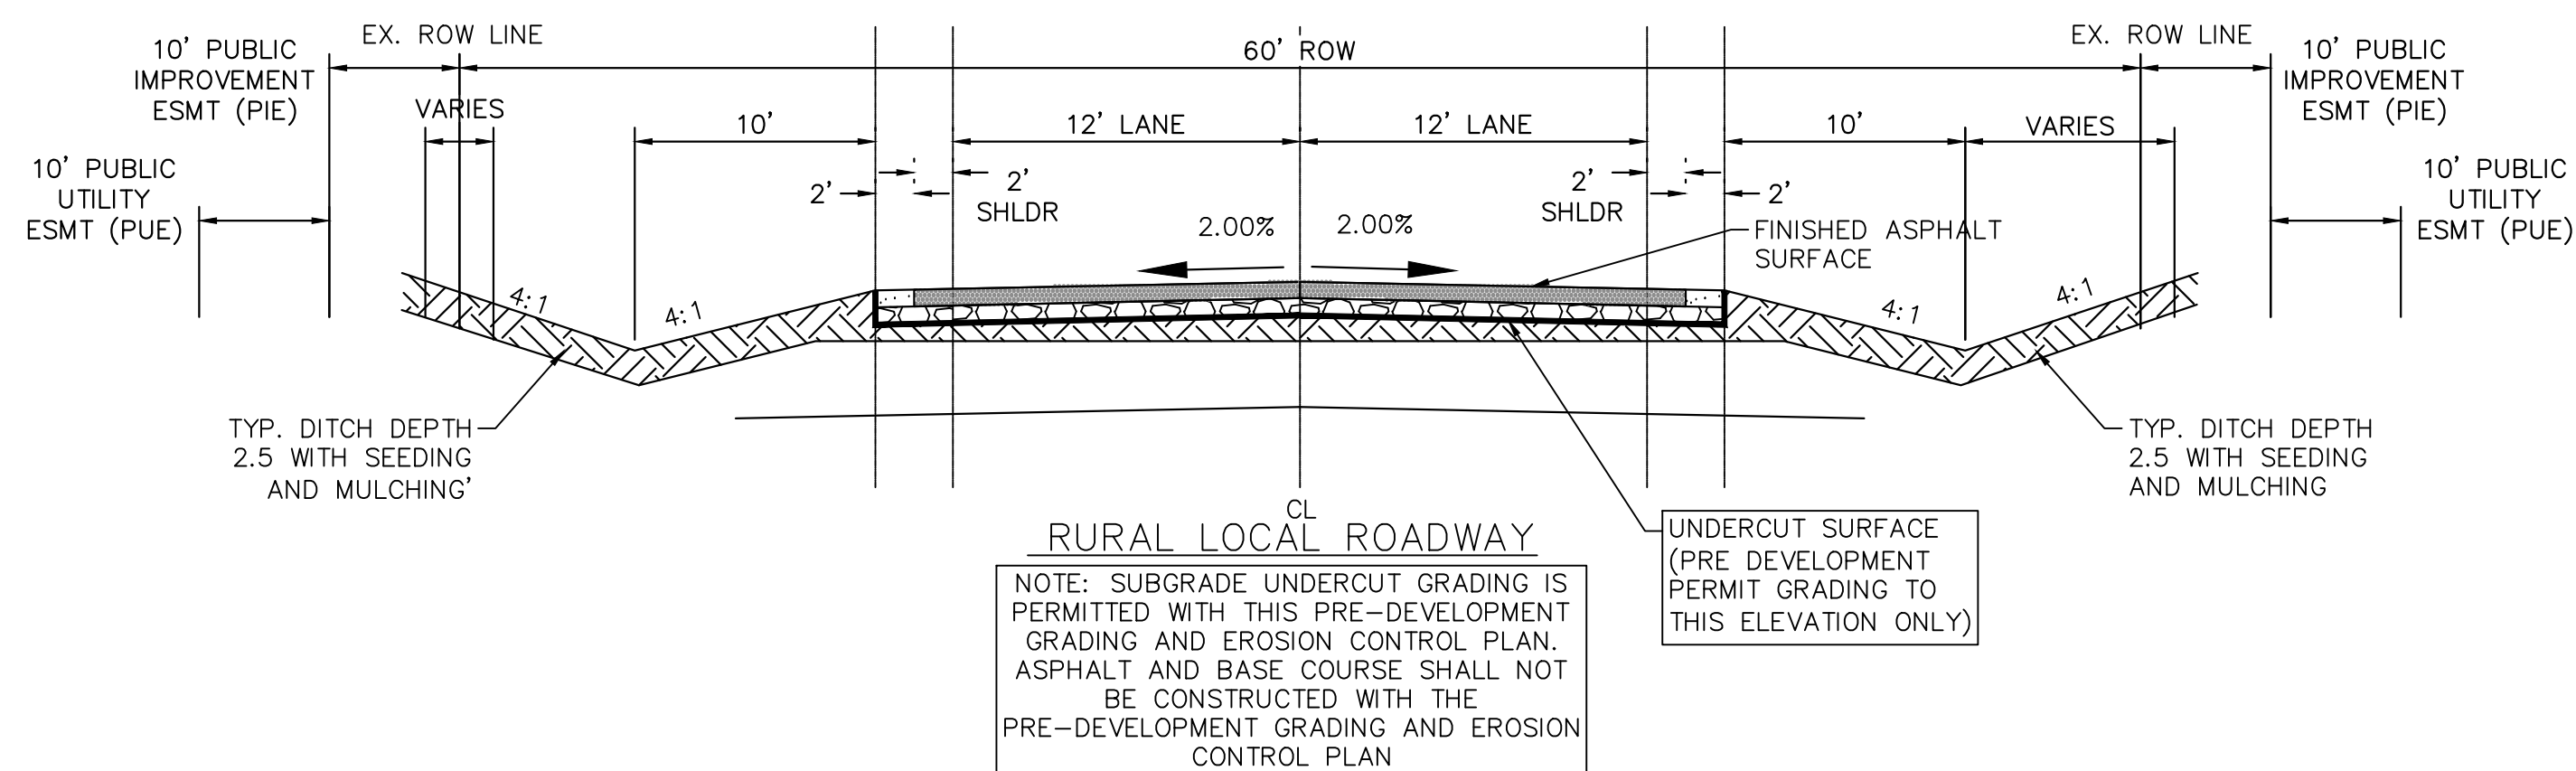 EX. ROW LINE
10' PUBLIC
IMPROVEMENT
ESMT (PIE)
60' ROW
EX. ROW LINE
10' PUBLIC
IMPROVEMENT
ESMT (PIE)
VARIES
10'
12' LANE
12' LANE
10'
VARIES
10' PUBLIC
UTILITY
ESMT (PUE)
2'
2'
SHLDR
2'
SHLDR
2'
10' PUBLIC
UTILITY
ESMT (PUE)
2.00%
2.00%
FINISHED ASPHALT
SURFACE
4:1
4:1
4:1
4:1
TYP. DITCH DEPTH
2.5 WITH SEEDING
AND MULCHING'
TYP. DITCH DEPTH
2.5 WITH SEEDING
AND MULCHING
CL
RURAL LOCAL ROADWAY
UNDERCUT SURFACE
(PRE DEVELOPMENT
PERMIT GRADING TO
THIS ELEVATION ONLY)
NOTE: SUBGRADE UNDERCUT GRADING IS
PERMITTED WITH THIS PRE-DEVELOPMENT
GRADING AND EROSION CONTROL PLAN.
ASPHALT AND BASE COURSE SHALL NOT
BE CONSTRUCTED WITH THE
PRE-DEVELOPMENT GRADING AND EROSION
CONTROL PLAN